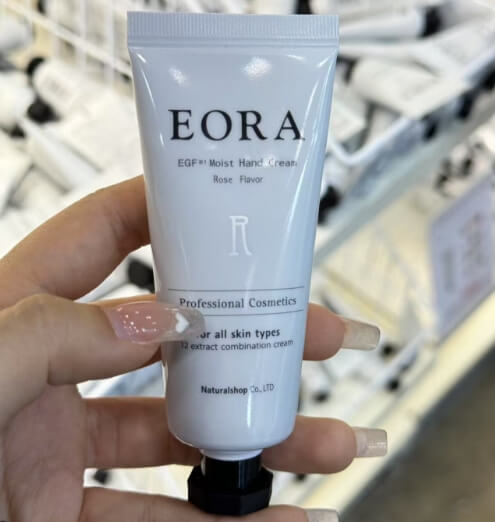 EORA
EGF※1 Moist Hand Cream
Rose Flavor
R
Professional Cosmetics
for all skin types
12 extract combination cream
Naturalshop Co., LTD